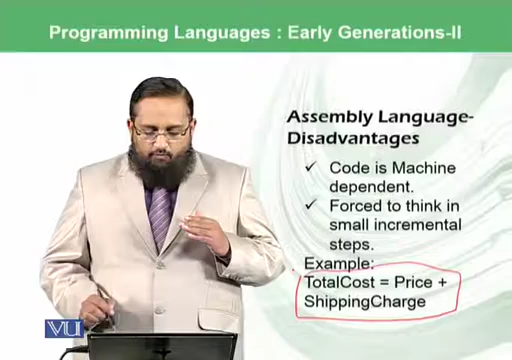 Programming Languages : Early Generations-II
Assembly Language-
Disadvantages
✓ Code is Machine
dependent.
✓ Forced to think in
small incremental
steps.
Example:
TotalCost = Price +
ShippingCharge
VU